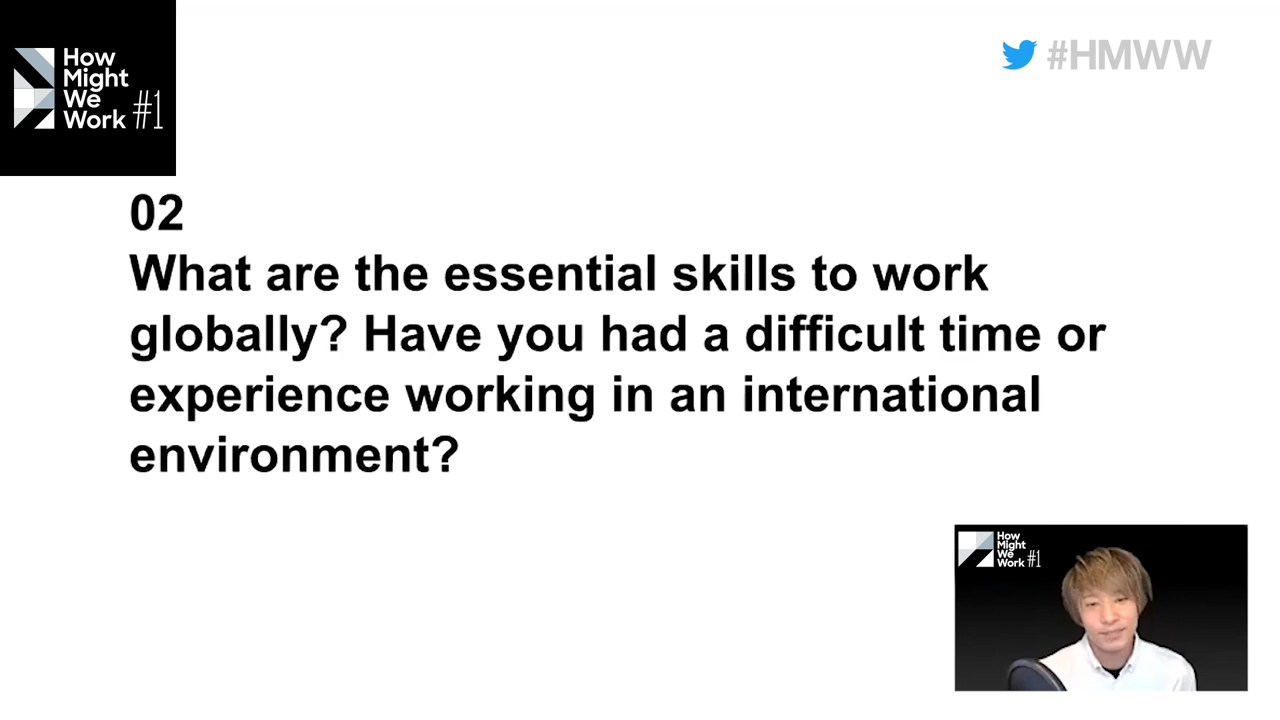 How
Might
We
Work #1
#HMWW
02
What are the essential skills to work
globally? Have you had a difficult time or
experience working in an international
environment?
How
Might
We
Work #1